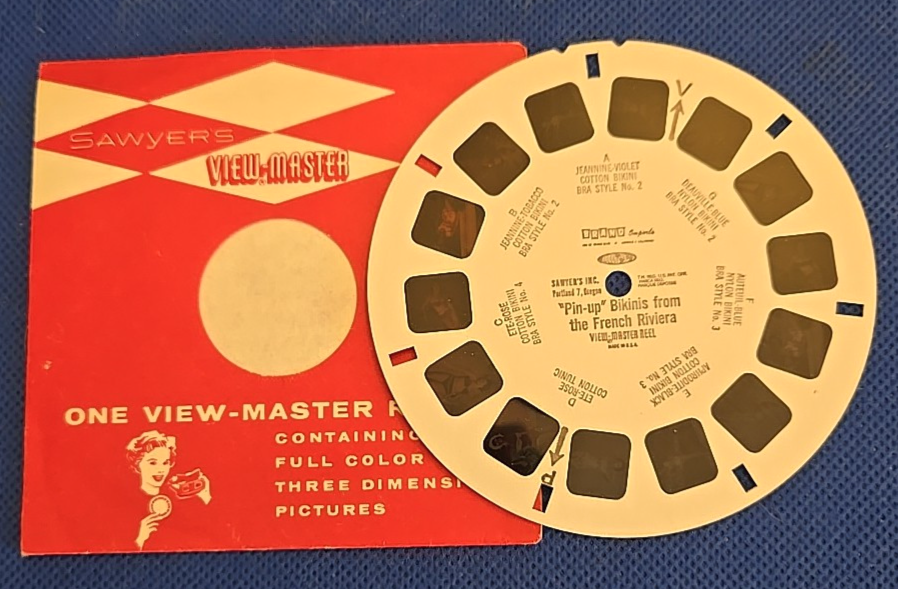 SAWYER'S
VIEW-MASTER
ONE VIEW-MASTER R
CONTAINING
FULL COLOR
THREE DIMENSI
PICTURES
V
A
JEANNINE-VIOLET
COTTON BIKINI
BRA STYLE No. 2
B
JEANNINE-TOBACCO
COTTON BIKINI
BRA STYLE No. 2
C
ETE-ROSE
COTTON BIKINI
BRA STYLE No. 4
D
ETE-ROSE
COTTON TUNIC
E
APHRODITE-BLACK
COTTON BIKINI
BRA STYLE No. 3
F
AUTEUIL-BLUE
NYLON BIKINI
BRA STYLE No. 3
G
DEAUVILLE-BLUE
NYLON BIKINI
BRA STYLE No. 2
Imports
SAWYER'S INC.
Portland 7, Oregon
"Pin-up" Bikinis from
the French Riviera
VIEW-MASTER REEL
MADE IN U.S.A.